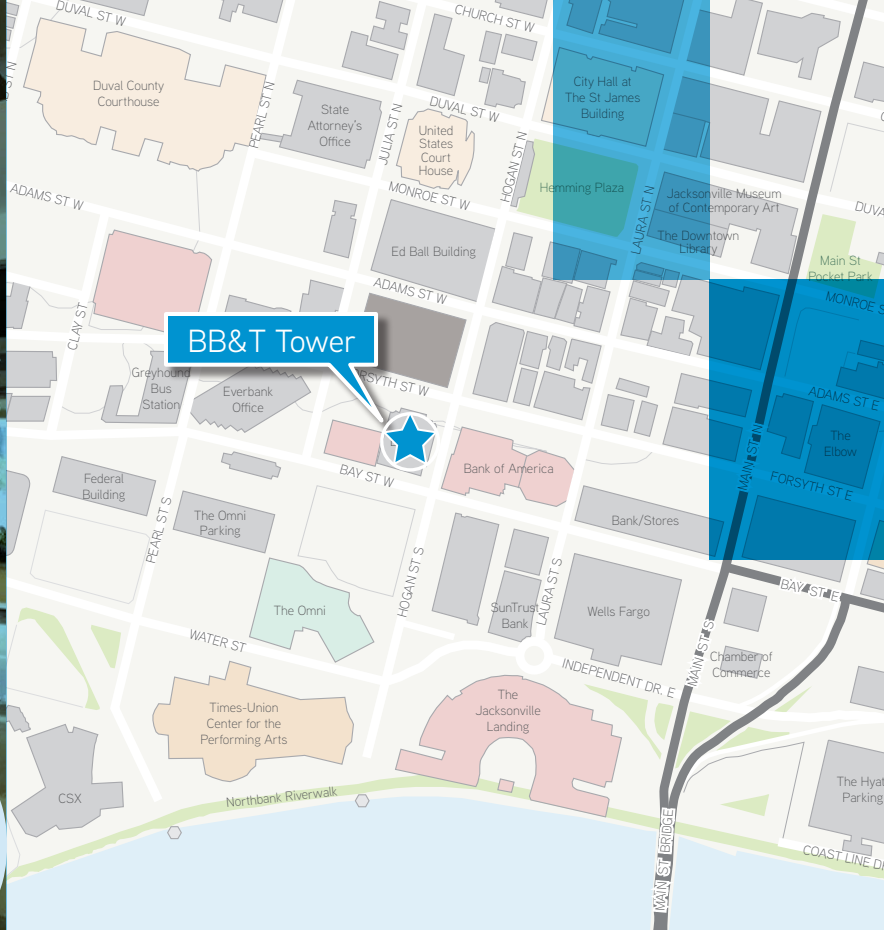 DUVAL ST W
CHURCH ST W
Duval County
Courthouse
City Hall at
The St James
Building
PEARL ST N
State
Attorney's
Office
JULIA ST N
DUVAL ST W
United
States
Court
House
HOGAN ST N
Hemming Plaza
ADAMS ST W
MONROE ST W
LAURA ST N
Jacksonville Museum
of Contemporary Art
The Downtown
Library
Ed Ball Building
Main St
Pocket Park
ADAMS ST W
MONROE S
CLAY ST
BB&T Tower
Greyhound
Bus
Station
Everbank
Office
RSYTH ST W
ADAMS ST E
The
Elbow
MAIN ST N
FORSYTH ST E
Bank of America
BAY ST W
Federal
Building
The Omni
Parking
Bank/Stores
PEARL ST S
HOGAN ST S
LAURA ST S
BAY ST E
The Omni
SunTrust
Bank
Wells Fargo
WATER ST
MAIN ST S
Chamber of
Commerce
INDEPENDENT DR. E
Times-Union
Center for the
Performing Arts
The
Jacksonville
Landing
CSX
Northbank Riverwalk
The Hyat
Parking
MAIN ST BRIDGE
COAST LINE D